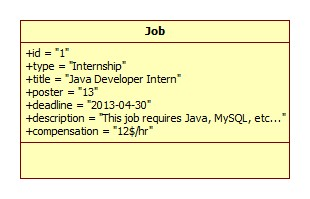 Job
+id = "1"
+type = "Internship"
+title = "Java Developer Intern"
+poster = "13"
+deadline = "2013-04-30"
+description = "This job requires Java, MySQL, etc..."
+compensation = "12$/hr"